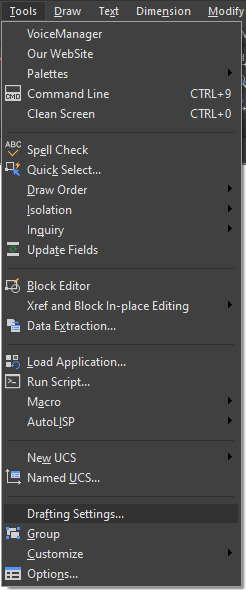 Tools Draw Text Dimension Modify
VoiceManager
Our WebSite
Palettes
CMD Command Line CTRL+9
Clean Screen CTRL+0
ABC Spell Check
Quick Select...
Draw Order
Isolation
Inquiry
Update Fields
Block Editor
Xref and Block In-place Editing
Data Extraction...
Load Application...
Run Script...
Macro
AutoLISP
New UCS
Named UCS...
Drafting Settings...
Group
Customize
Options...